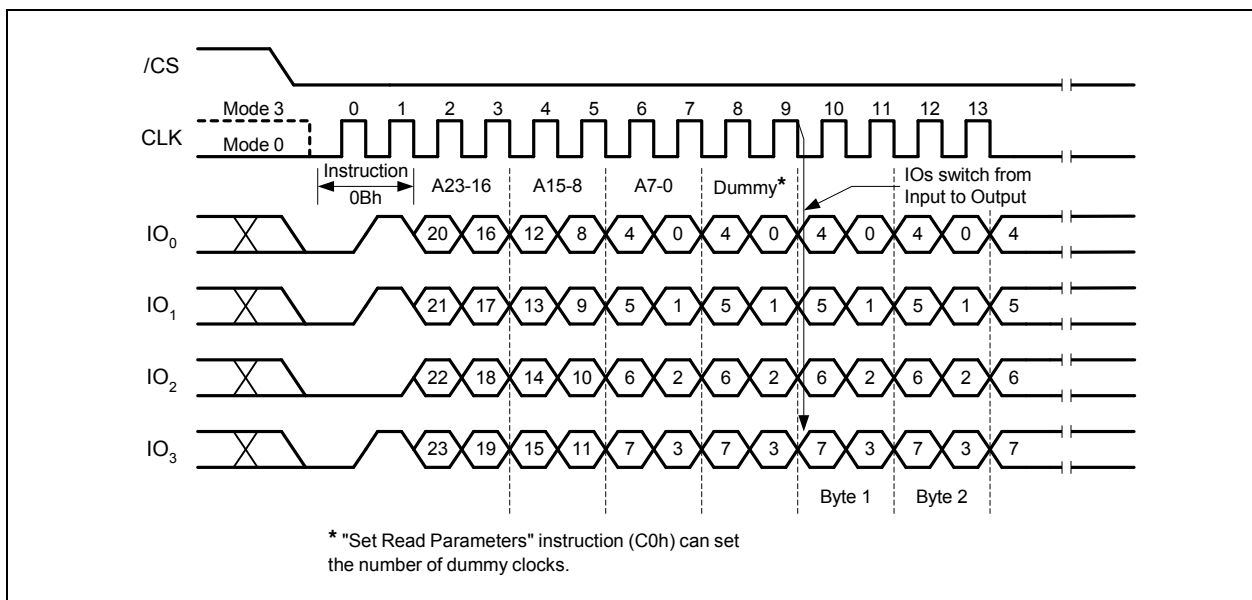 /CS
Mode 3 0 1 2 3 4 5 6 7 8 9 10 11 12 13
CLK Mode 0
Instruction
0Bh
A23-16 A15-8 A7-0 Dummy*
IOs switch from
Input to Output
IO0 20 16 12 8 4 0 4 0 4 0 4 0 4
IO1 21 17 13 9 5 1 5 1 5 1 5 1 5
IO2 22 18 14 10 6 2 6 2 6 2 6 2 6
IO3 23 19 15 11 7 3 7 3 7 3 7 3 7
Byte 1 Byte 2
* "Set Read Parameters" instruction (C0h) can set
the number of dummy clocks.